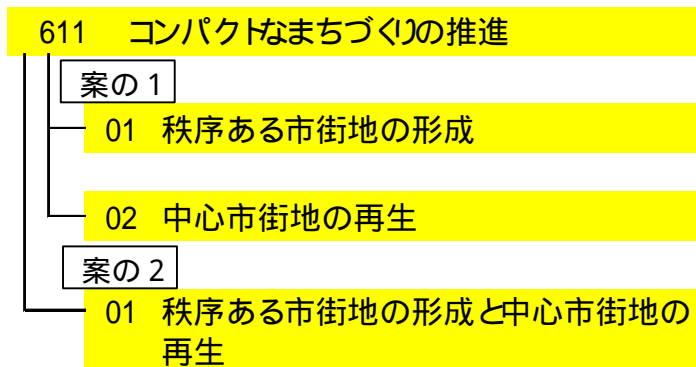 611 コンパクトなまちづくりの推進
案の1
01 秩序ある市街地の形成
02 中心市街地の再生
案の2
01 秩序ある市街地の形成と中心市街地の
再生